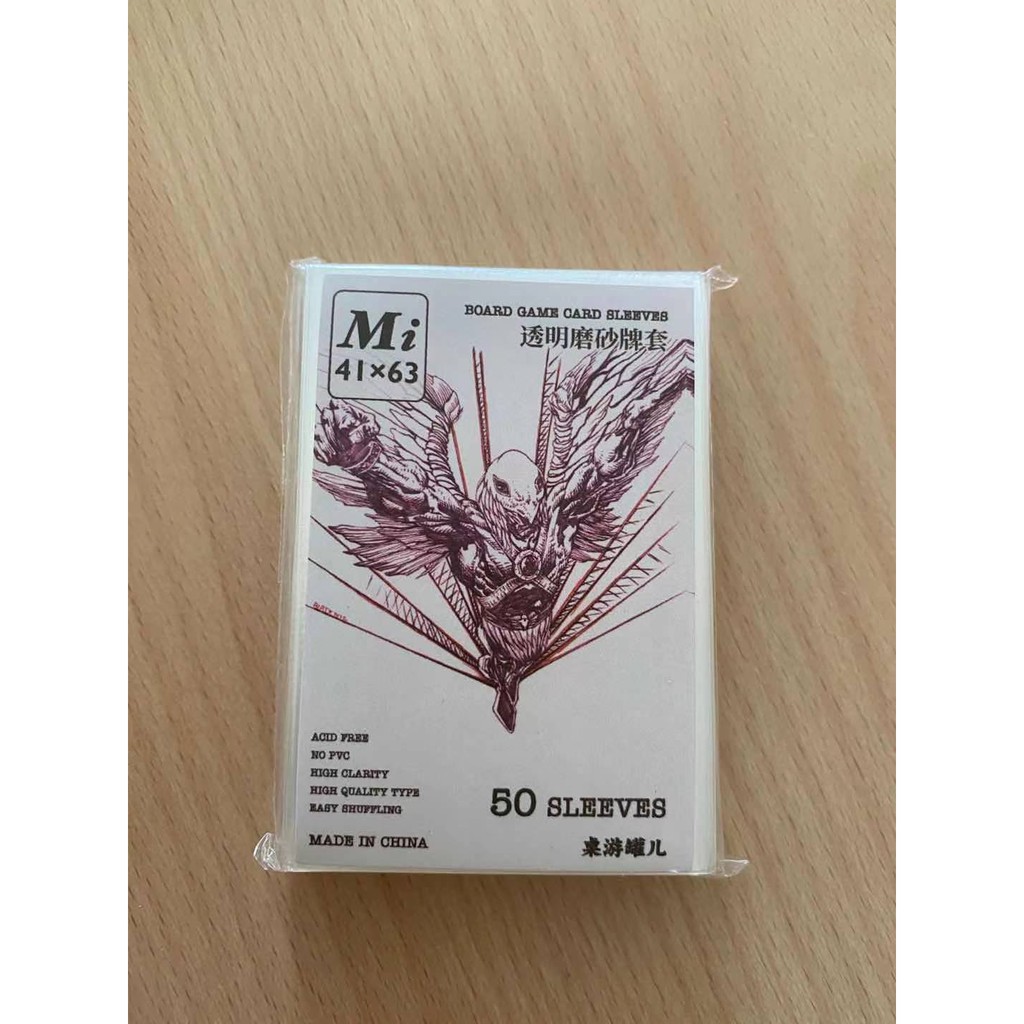 Mi
41×63
BOARD GAME CARD SLEEVES
透明磨砂牌套
ACID FREE
NO PVC
HIGH CLARITY
HIGH QUALITY TYPE
EASY SHUFFLING
50 SLEEVES
MADE IN CHINA
桌游罐儿